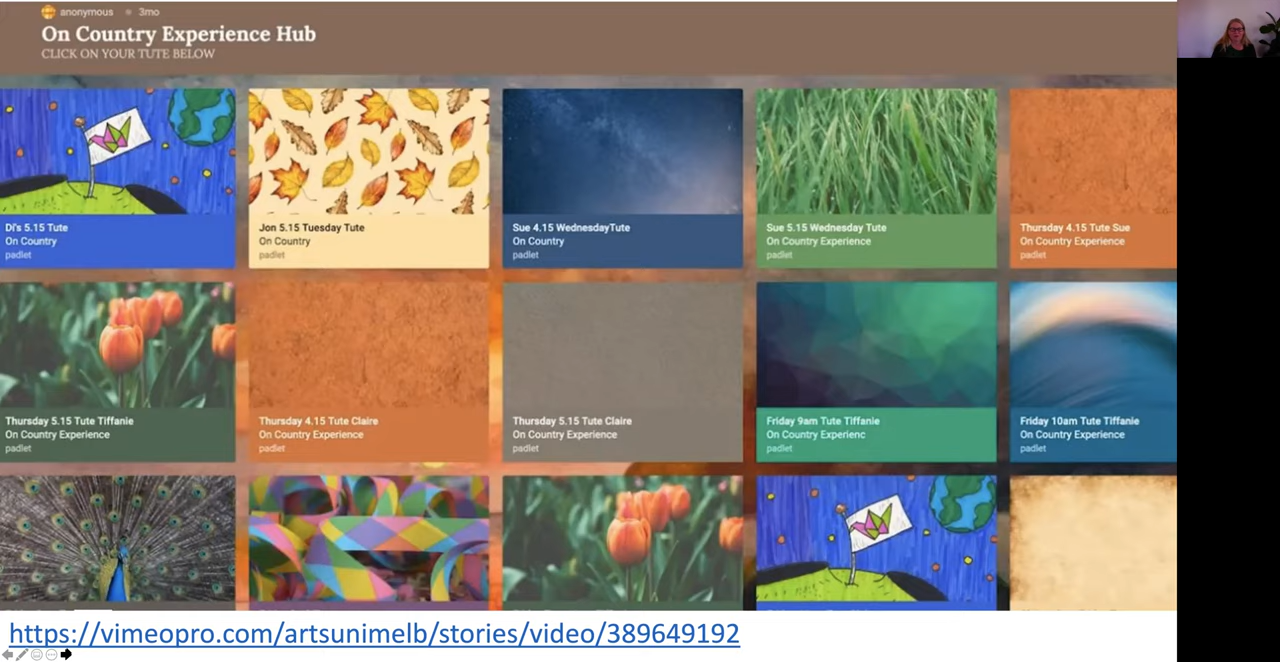 anonymous 3mo
On Country Experience Hub
CLICK ON YOUR TUTE BELOW
Di's 5.15 Tute
On Country
padlet
Jon 5.15 Tuesday Tute
On Country
padlet
Sue 4.15 WednesdayTute
On Country
padlet
Sue 5.15 Wednesday Tute
On Country Experience
padlet
Thursday 4.15 Tute Sue
On Country Experience
padlet
Thursday 5.15 Tute Tiffanie
On Country Experience
padlet
Thursday 4.15 Tute Claire
On Country Experience
padlet
Thursday 5.15 Tute Claire
On Country Experience
padlet
Friday 9am Tute Tiffanie
On Country Experienc
padlet
Friday 10am Tute Tiffanie
On Country Experience
padlet
https://vimeopro.com/artsunimelb/stories/video/389649192